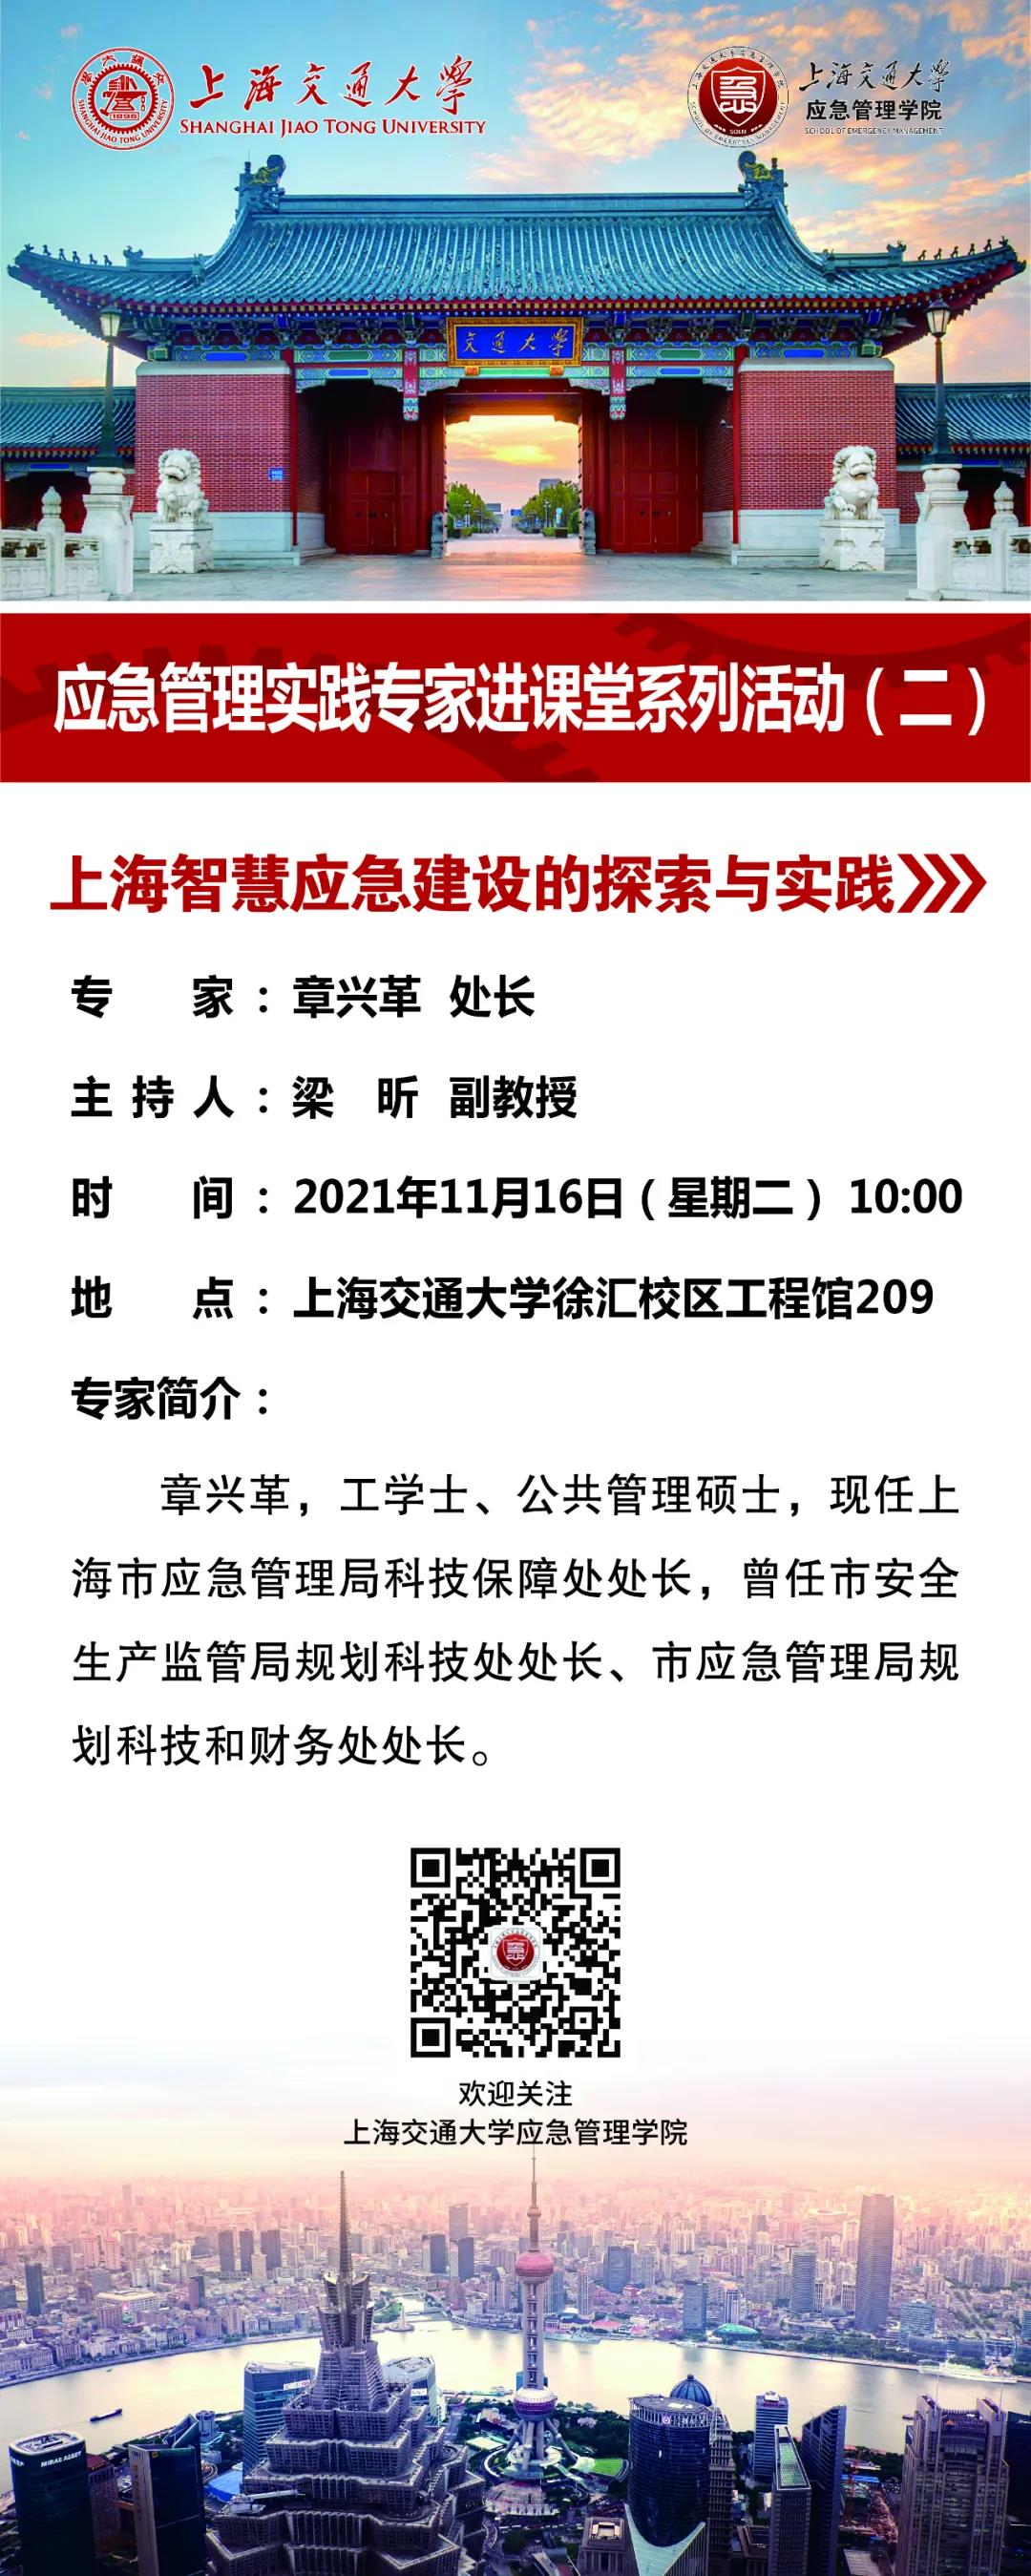 上海交通大学
SHANGHAI JIAO TONG UNIVERSITY
1896
上海交通大学
应急管理学院
SCHOOL OF EMERGENCY MANAGEMENT
交通大学
应急管理实践专家进课堂系列活动（二）
上海智慧应急建设的探索与实践
专家：章兴革 处长
主持人：梁 昕 副教授
时间：2021年11月16日（星期二） 10:00
地点：上海交通大学徐汇校区工程馆209
专家简介：
章兴革，工学士、公共管理硕士，现任上
海市应急管理局科技保障处处长，曾任市安全
生产监管局规划科技处处长、市应急管理局规
划科技和财务处处长。
欢迎关注
上海交通大学应急管理学院
MIRAE ASSET